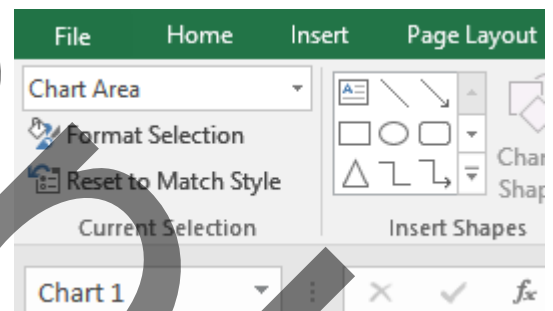 File Home Insert Page Layout
Chart Area
Format Selection
Reset to Match Style
Current Selection
Insert Shapes
Chart 1
fx